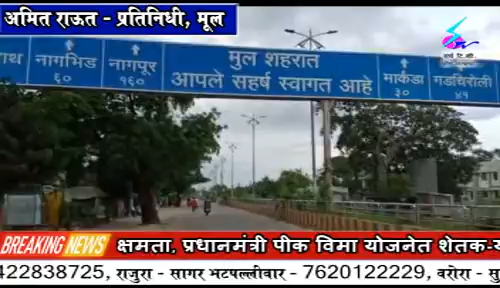 अमित राऊत - प्रतिनिधी, मूल
नागभिड नागपूर मुल शहरात मार्कंडा गडचिरोली
६० १६० आपले सहर्ष स्वागत आहे ३० ४१
BREAKING NEWS क्षमता. प्रधानमंत्री पीक विमा योजनेत शेतक-य
422838725, राजुरा - सागर भटपल्लीवार - 7620122229, वरोरा - सु